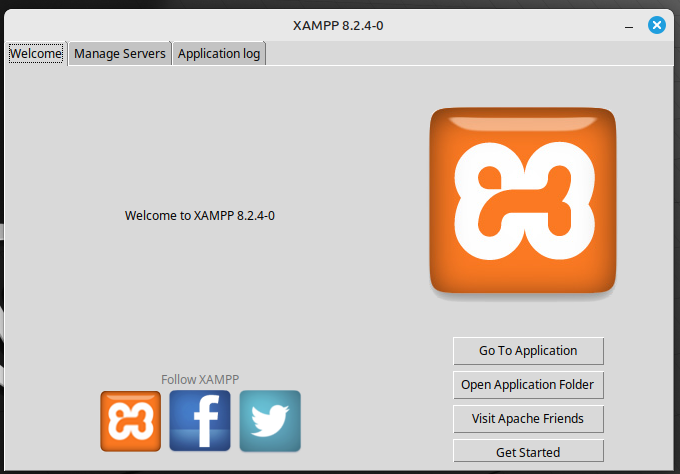 XAMPP 8.2.4-0
Welcome
Manage Servers
Application log
Welcome to XAMPP 8.2.4-0
Go To Application
Open Application Folder
Visit Apache Friends
Get Started
Follow XAMPP
f